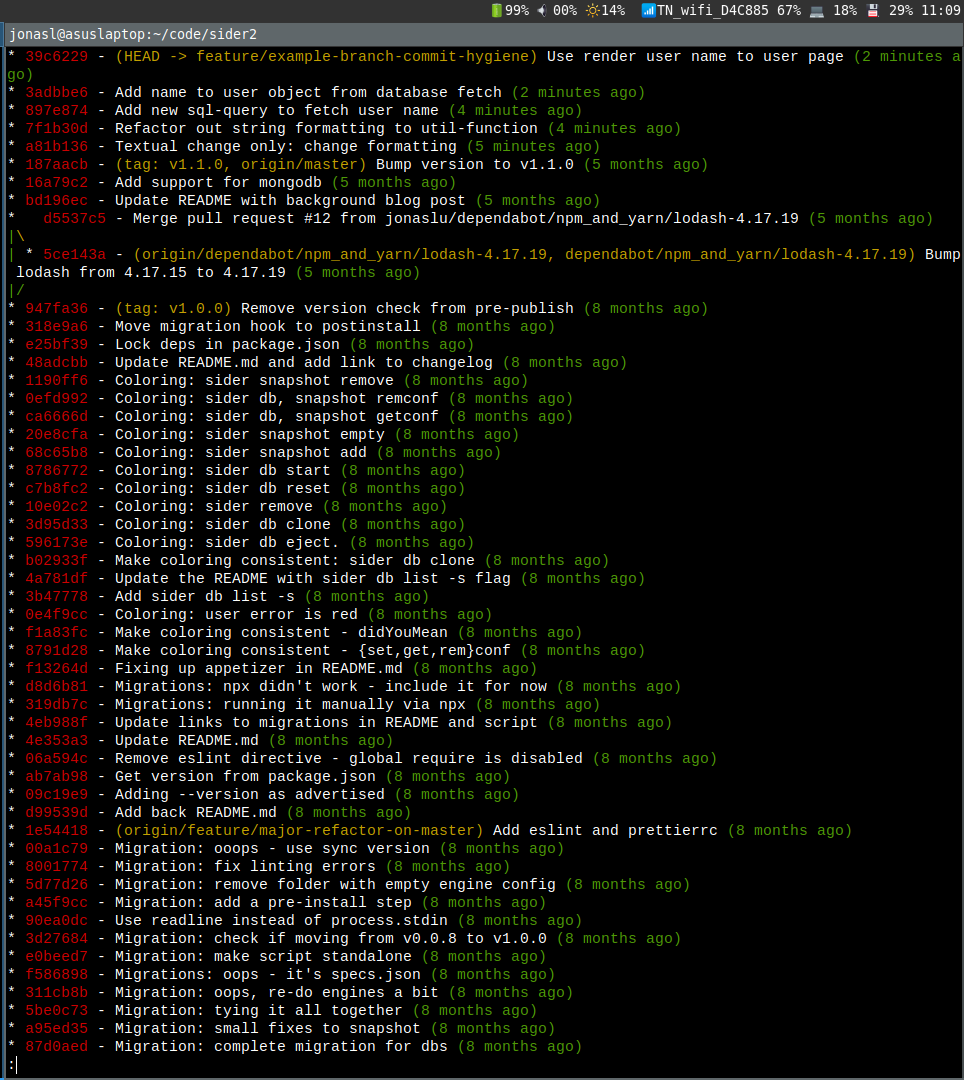 99% 00% 14% TN_wifi_D4C885 67% 18% 29% 11:09
jonasl@asuslaptop:~/code/sider2
* 39c6229 - (HEAD -> feature/example-branch-commit-hygiene) Use render user name to user page (2 minutes a
go)
* 3adbbe6 - Add name to user object from database fetch (2 minutes ago)
* 897e874 - Add new sql-query to fetch user name (4 minutes ago)
* 7f1b30d - Refactor out string formatting to util-function (4 minutes ago)
* a81b136 - Textual change only: change formatting (5 minutes ago)
* 187aacb - (tag: v1.1.0, origin/master) Bump version to v1.1.0 (5 months ago)
* 16a79c2 - Add support for mongodb (5 months ago)
* bd196ec - Update README with background blog post (5 months ago)
*   d5537c5 - Merge pull request #12 from jonaslu/dependabot/npm_and_yarn/lodash-4.17.19 (5 months ago)
|\
| * 5ce143a - (origin/dependabot/npm_and_yarn/lodash-4.17.19, dependabot/npm_and_yarn/lodash-4.17.19) Bump
 lodash from 4.17.15 to 4.17.19 (5 months ago)
|/
* 947fa36 - (tag: v1.0.0) Remove version check from pre-publish (8 months ago)
* 318e9a6 - Move migration hook to postinstall (8 months ago)
* e25bf39 - Lock deps in package.json (8 months ago)
* 48adcbb - Update README.md and add link to changelog (8 months ago)
* 1190ff6 - Coloring: sider snapshot remove (8 months ago)
* 0efd992 - Coloring: sider db, snapshot remconf (8 months ago)
* ca6666d - Coloring: sider db, snapshot getconf (8 months ago)
* 20e8cfa - Coloring: sider snapshot empty (8 months ago)
* 68c65b8 - Coloring: sider snapshot add (8 months ago)
* 8786772 - Coloring: sider db start (8 months ago)
* c7b8fc2 - Coloring: sider db reset (8 months ago)
* 10e02c2 - Coloring: sider remove (8 months ago)
* 3d95d33 - Coloring: sider db clone (8 months ago)
* 596173e - Coloring: sider db eject. (8 months ago)
* b02933f - Make coloring consistent: sider db clone (8 months ago)
* 4a781df - Update the README with sider db list -s flag (8 months ago)
* 3b47778 - Add sider db list -s (8 months ago)
* 0e4f9cc - Coloring: user error is red (8 months ago)
* f1a83fc - Make coloring consistent - didYouMean (8 months ago)
* 8791d28 - Make coloring consistent - {set,get,rem}conf (8 months ago)
* f13264d - Fixing up appetizer in README.md (8 months ago)
* d8d6b81 - Migrations: npx didn't work - include it for now (8 months ago)
* 319db7c - Migrations: running it manually via npx (8 months ago)
* 4eb988f - Update links to migrations in README and script (8 months ago)
* 4e353a3 - Update README.md (8 months ago)
* 06a594c - Remove eslint directive - global require is disabled (8 months ago)
* ab7ab98 - Get version from package.json (8 months ago)
* 09c19e9 - Adding --version as advertised (8 months ago)
* d99539d - Add back README.md (8 months ago)
* 1e54418 - (origin/feature/major-refactor-on-master) Add eslint and prettierrc (8 months ago)
* 00a1c79 - Migration: ooops - use sync version (8 months ago)
* 8001774 - Migration: fix linting errors (8 months ago)
* 5d77d26 - Migration: remove folder with empty engine config (8 months ago)
* a45f9cc - Migration: add a pre-install step (8 months ago)
* 90ea0dc - Use readline instead of process.stdin (8 months ago)
* 3d27684 - Migration: check if moving from v0.0.8 to v1.0.0 (8 months ago)
* e0beed7 - Migration: make script standalone (8 months ago)
* f586898 - Migrations: oops - it's specs.json (8 months ago)
* 311cb8b - Migration: oops, re-do engines a bit (8 months ago)
* 5be0c73 - Migration: tying it all together (8 months ago)
* a95ed35 - Migration: small fixes to snapshot (8 months ago)
* 87d0aed - Migration: complete migration for dbs (8 months ago)
: